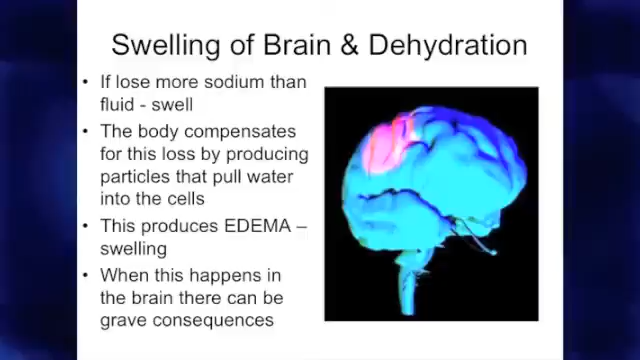 Swelling of Brain & Dehydration
• If lose more sodium than
fluid - swell
• The body compensates
for this loss by producing
particles that pull water
into the cells
• This produces EDEMA –
swelling
• When this happens in
the brain there can be
grave consequences